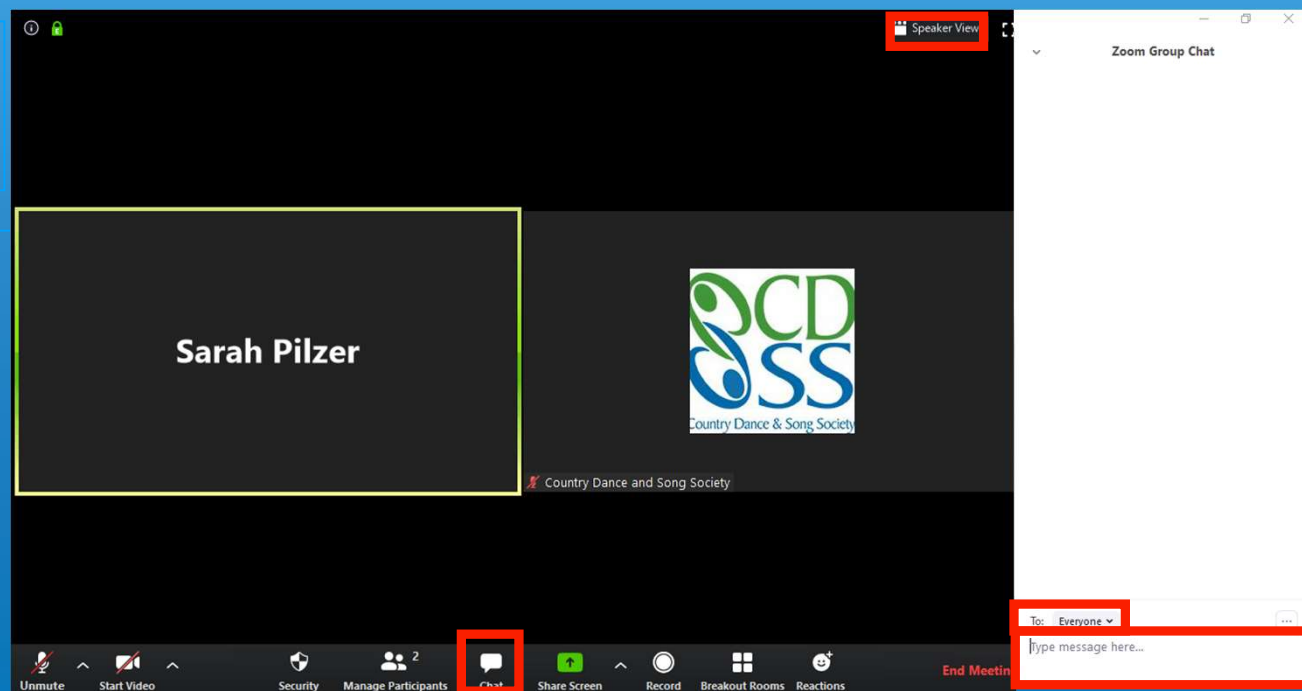 Speaker View
Zoom Group Chat
Sarah Pilzer
CD
SS
Country Dance & Song Society
Country Dance and Song Society
To: Everyone
Type message here...
2
Unmute
Start Video
Security
Manage Participants
Chat
Share Screen
Record
Breakout Rooms
Reactions
End Meetin